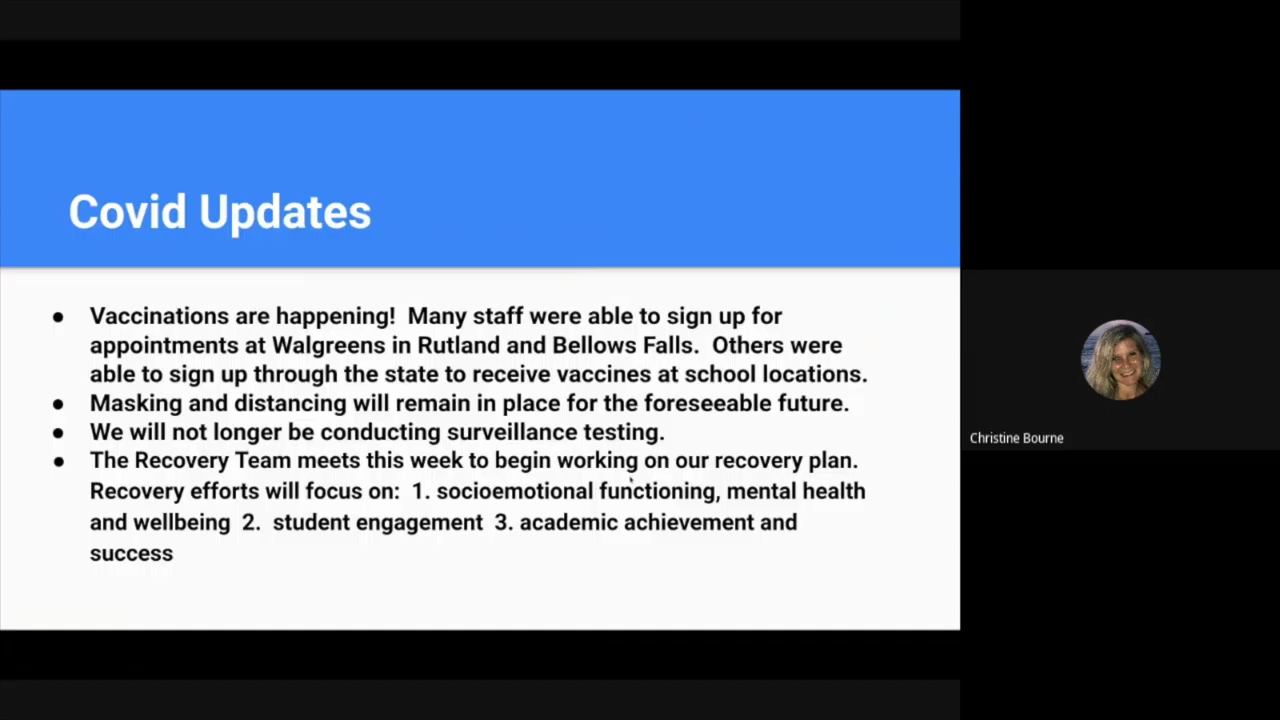 Covid Updates
● Vaccinations are happening!  Many staff were able to sign up for
appointments at Walgreens in Rutland and Bellows Falls.  Others were
able to sign up through the state to receive vaccines at school locations.
● Masking and distancing will remain in place for the foreseeable future.
● We will not longer be conducting surveillance testing.
● The Recovery Team meets this week to begin working on our recovery plan.
Recovery efforts will focus on:  1. socioemotional functioning, mental health
and wellbeing  2.  student engagement  3. academic achievement and
success
Christine Bourne